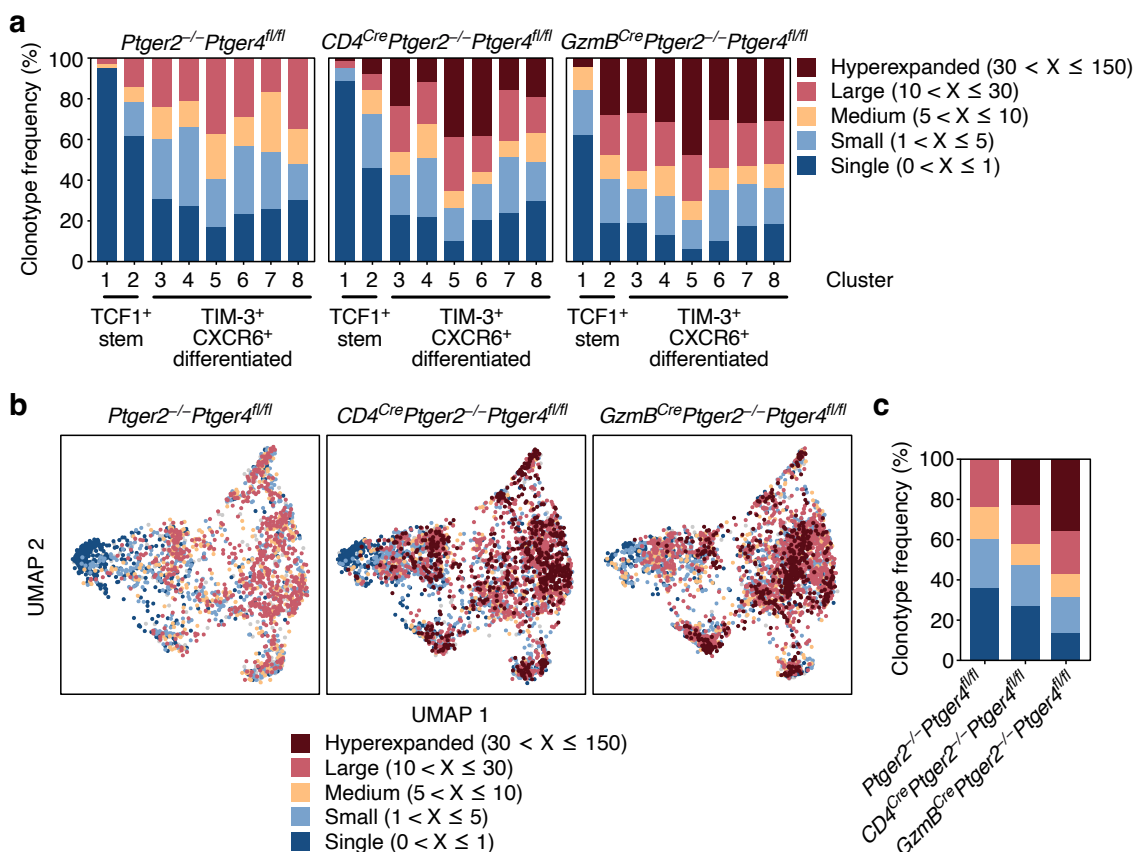 a
Ptger2–/–Ptger4fl/fl
CD4CrePtger2–/–Ptger4fl/fl
GzmBCrePtger2–/–Ptger4fl/fl
Clonotype frequency (%)
100
80
60
40
20
0
1 2 3 4 5 6 7 8
1 2 3 4 5 6 7 8
1 2 3 4 5 6 7 8
Cluster
TCF1+
stem
TIM-3+
CXCR6+
differentiated
TCF1+
stem
TIM-3+
CXCR6+
differentiated
TCF1+
stem
TIM-3+
CXCR6+
differentiated
Hyperexpanded (30 < X ≤ 150)
Large (10 < X ≤ 30)
Medium (5 < X ≤ 10)
Small (1 < X ≤ 5)
Single (0 < X ≤ 1)
b
Ptger2–/–Ptger4fl/fl
CD4CrePtger2–/–Ptger4fl/fl
GzmBCrePtger2–/–Ptger4fl/fl
UMAP 2
UMAP 1
Hyperexpanded (30 < X ≤ 150)
Large (10 < X ≤ 30)
Medium (5 < X ≤ 10)
Small (1 < X ≤ 5)
Single (0 < X ≤ 1)
c
Clonotype frequency (%)
100
80
60
40
20
0
Ptger2–/–Ptger4fl/fl
CD4CrePtger2–/–Ptger4fl/fl
GzmBCrePtger2–/–Ptger4fl/fl